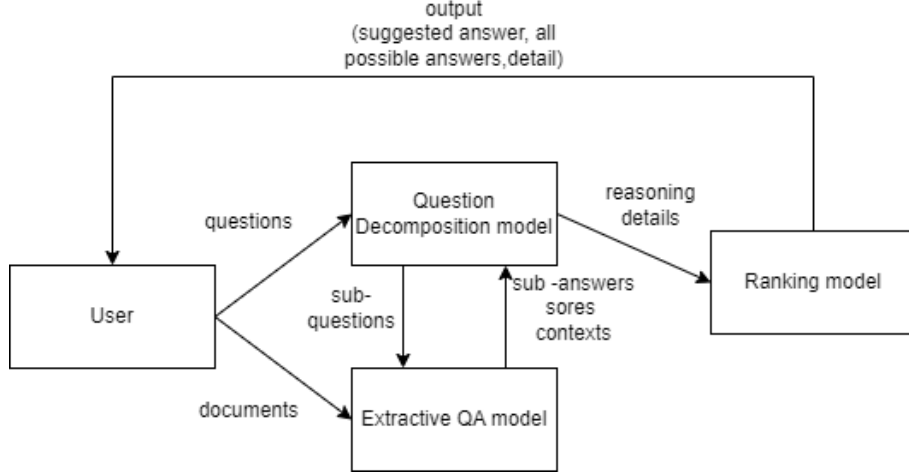 output
(suggested answer, all
possible answers,detail)
questions
Question
Decomposition model
reasoning
details
User
sub-
questions
sub -answers
sores
contexts
Ranking model
documents
Extractive QA model